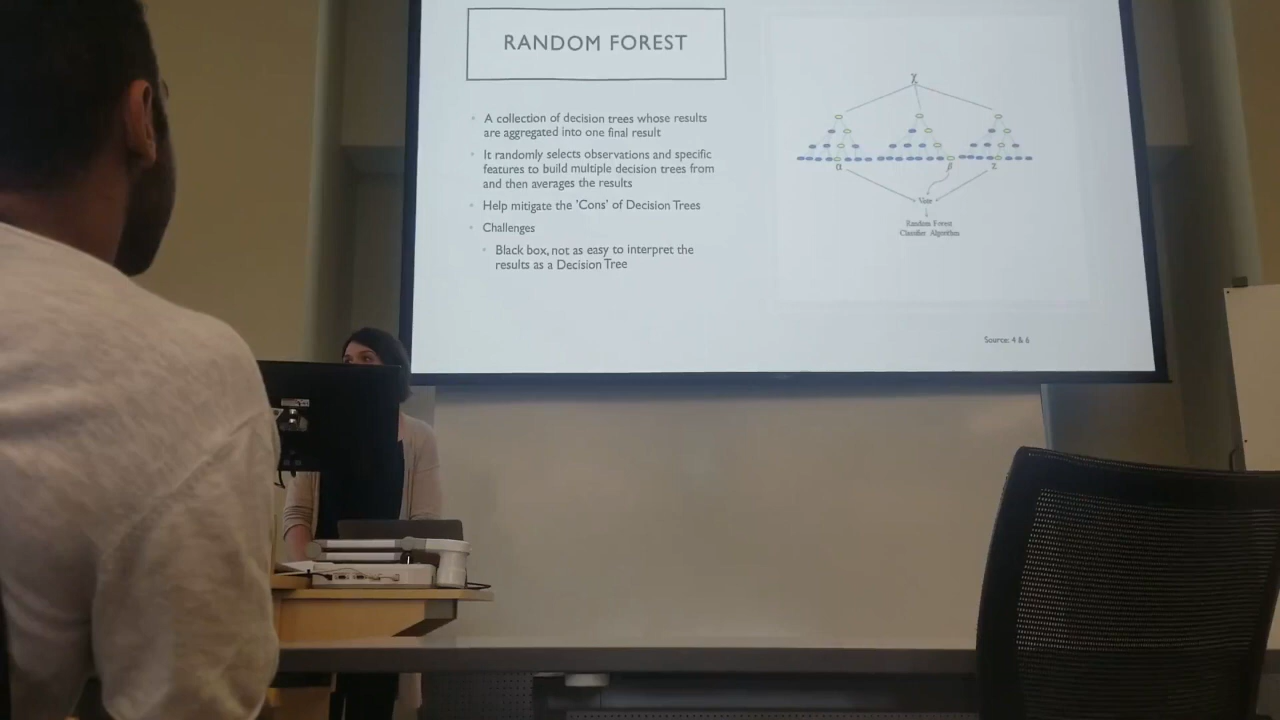 RANDOM FOREST
A collection of decision trees whose results
are aggregated into one final result
It randomly selects observations and specific
features to build multiple decision trees from
and then averages the results
Help mitigate the 'Cons' of Decision Trees
Challenges
Black box, not as easy to interpret the
results as a Decision Tree
χ
α
β
Vote
Random Forest
Classifier Algorithm
Source: 4 & 6